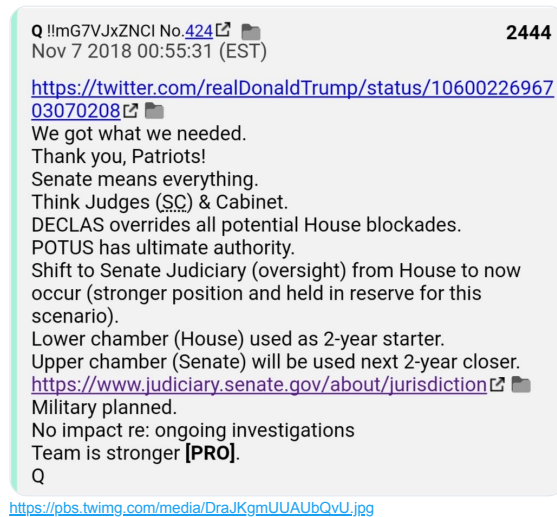 Q !!mG7VJxZNCI No.424 2444
Nov 7 2018 00:55:31 (EST)
https://twitter.com/realDonaldTrump/status/10600226967
03070208
We got what we needed.
Thank you, Patriots!
Senate means everything.
Think Judges (SC) & Cabinet.
DECLAS overrides all potential House blockades.
POTUS has ultimate authority.
Shift to Senate Judiciary (oversight) from House to now
occur (stronger position and held in reserve for this
scenario).
Lower chamber (House) used as 2-year starter.
Upper chamber (Senate) will be used next 2-year closer.
https://www.judiciary.senate.gov/about/jurisdiction
Military planned.
No impact re: ongoing investigations
Team is stronger [PRO].
Q
https://pbs.twimg.com/media/DraJKgmUUAUbQvU.jpg